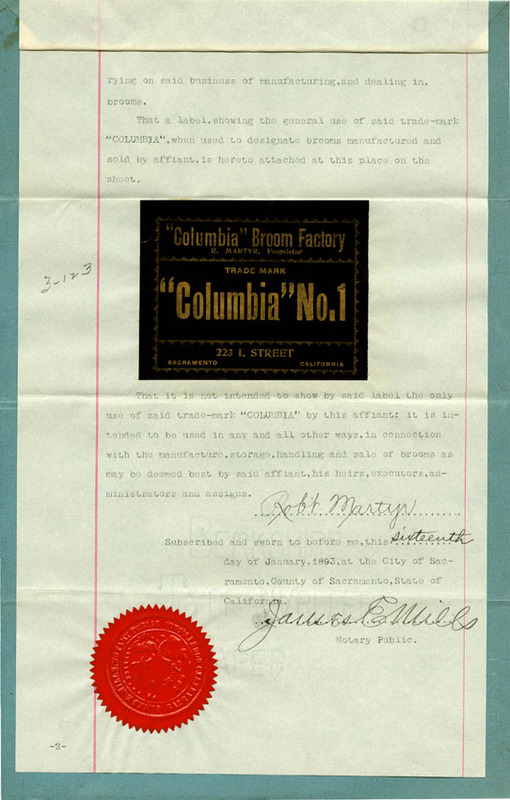 rying on said business of manufacturing,and dealing in,
brooms.
That a label,showing the general use of said trade-mark
"COLUMBIA",when used to designate brooms manufactured and
sold by affiant,is hereto attached at this place on the
sheet.
3-123
"Columbia" Broom Factory
R. MARTYR, Proprietor
TRADE MARK
"Columbia" No.1
223 L STREET
SACRAMENTO CALIFORNIA
That it is not intended to show by said label the only
use of said trade-mark "COLUMBIA" by this affiant; it is in-
tended to be used in any and all other ways,in connection
with the manufacture,storage,handling and sale of brooms as
may be deemed best by said affiant,his heirs,executors,ad-
ministrators and assigns.
Rob't Martyr
Subscribed and sworn to before me,this sixteenth
day of January,1893,at the City of Sac-
ramento,County of Sacramento,State of
California.
James E Mills
Notary Public.
-2-